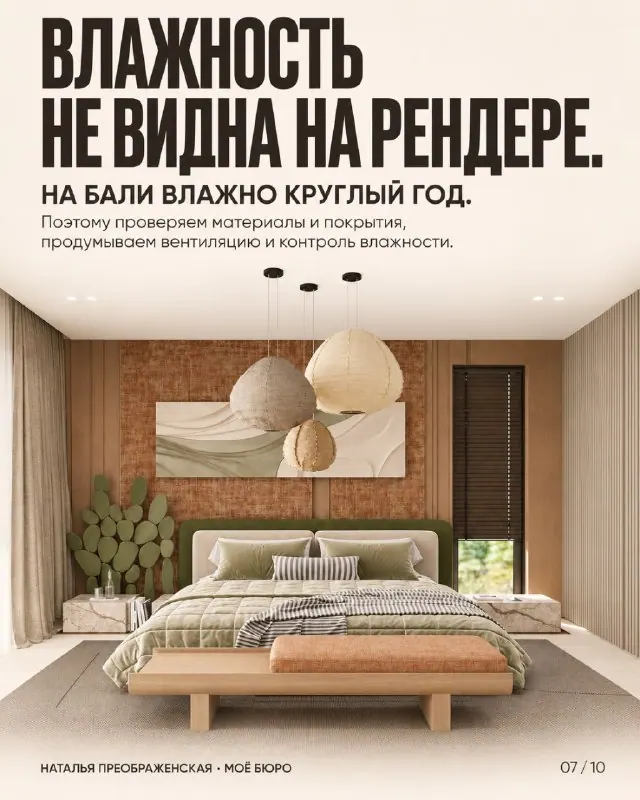 ВЛАЖНОСТЬ
НЕ ВИДНА НА РЕНДЕРЕ.
НА БАЛИ ВЛАЖНО КРУГЛЫЙ ГОД.
Поэтому проверяем материалы и покрытия,
продумываем вентиляцию и контроль влажности.
НАТАЛЬЯ ПРЕОБРАЖЕНСКАЯ • МОЁ БЮРО
07 / 10